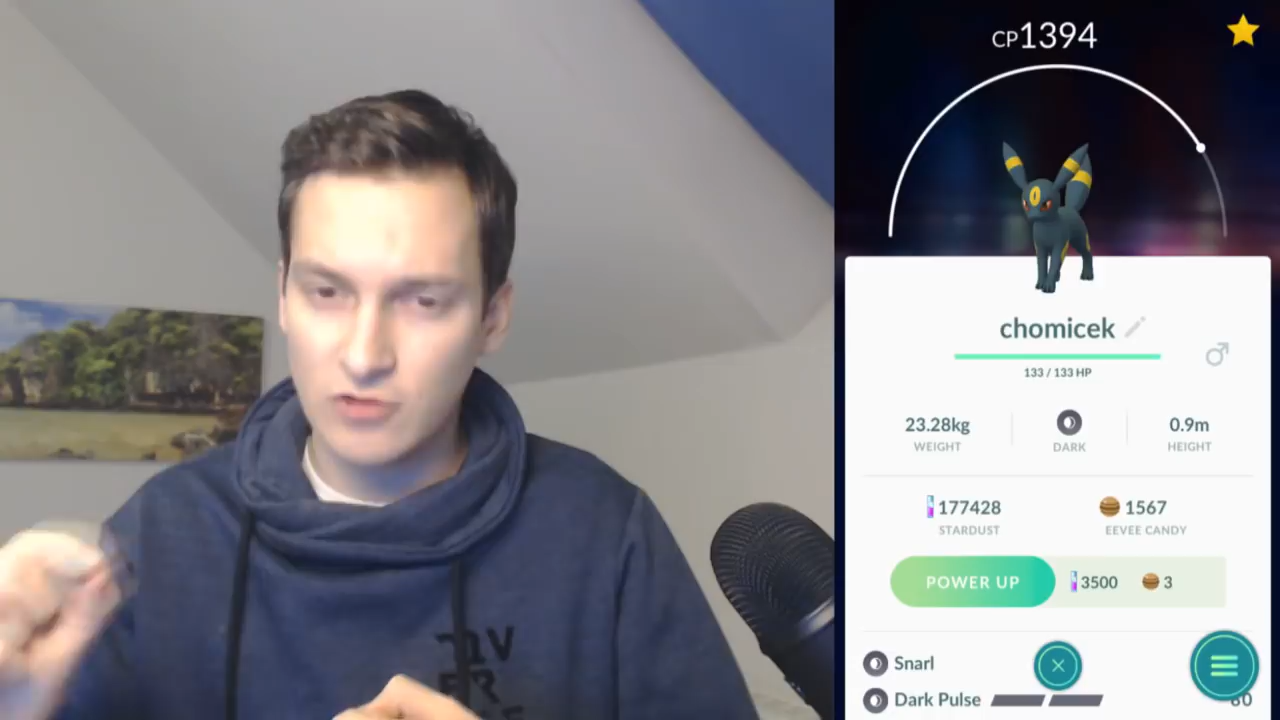 CP1394
chomicek
133 / 133 HP
23.28kg
WEIGHT
DARK
0.9m
HEIGHT
177428
STARDUST
1567
EEVEE CANDY
POWER UP
3500
3
Snarl
Dark Pulse